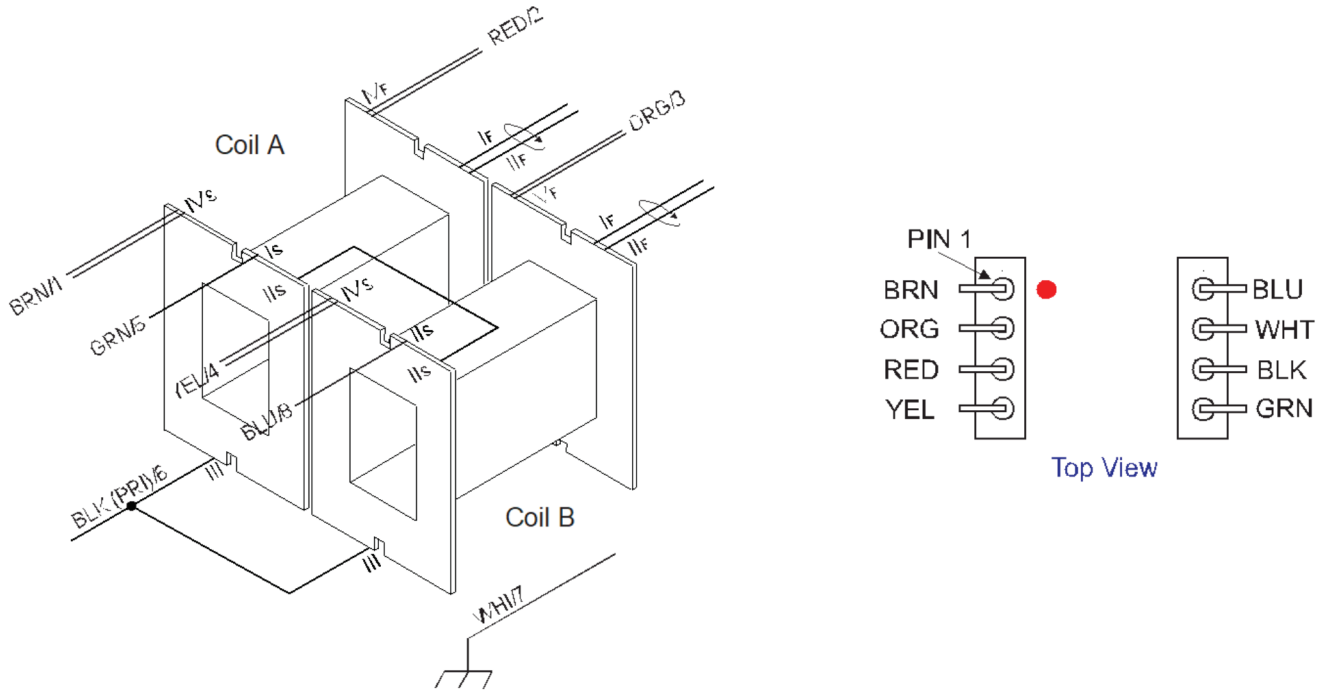 RED/2
IVF
Coil A
IF
IIF
ORG/3
IF
IIF
IVS
BRN/1
IS
IIS
GRN/5
IVS
IIS
IIS
YEL/4
BLU/8
III
BLK (PRI)/6
III
Coil B
WHI/7
PIN 1
BRN
ORG
RED
YEL
BLU
WHT
BLK
GRN
Top View